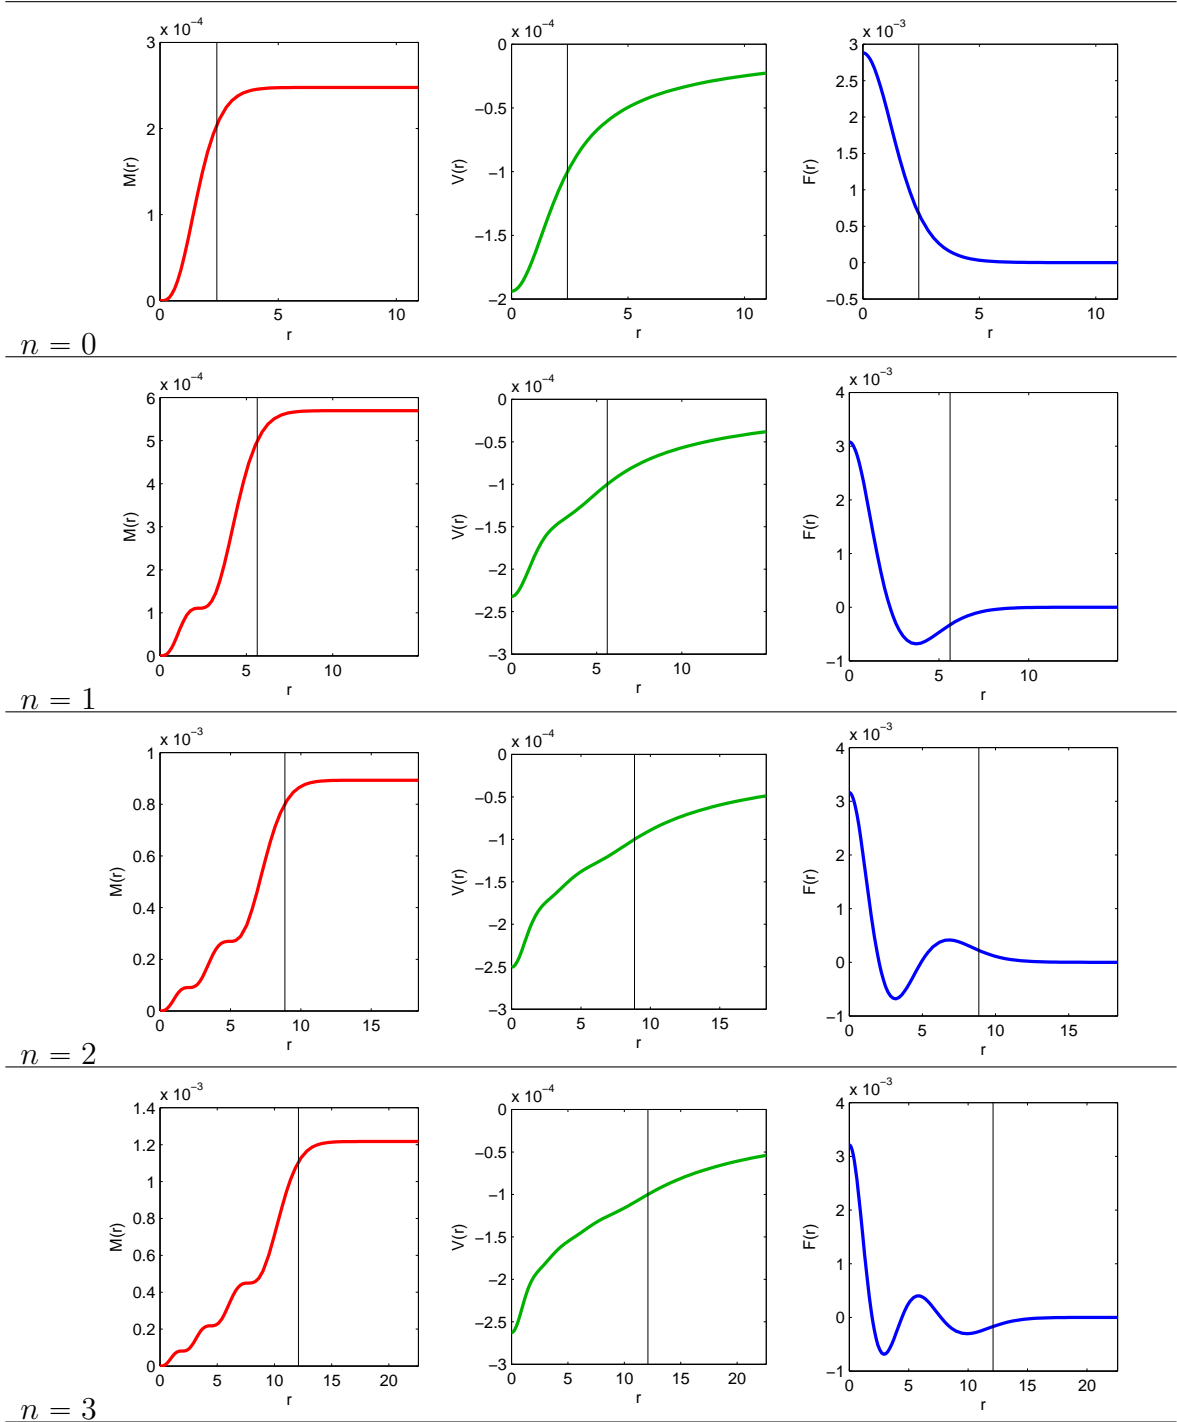 x 10⁻⁴
3
2
1
0
0 5 10
M(r)
r
x 10⁻⁴
0
−0.5
−1
−1.5
−2
0 5 10
V(r)
r
x 10⁻³
3
2.5
2
1.5
1
0.5
0
−0.5
0 5 10
F(r)
r
n = 0
x 10⁻⁴
6
5
4
3
2
1
0
0 5 10
M(r)
r
x 10⁻⁴
0
−0.5
−1
−1.5
−2
−2.5
−3
0 5 10
V(r)
r
x 10⁻³
4
3
2
1
0
−1
0 5 10
F(r)
r
n = 1
x 10⁻³
1
0.8
0.6
0.4
0.2
0
0 5 10 15
M(r)
r
x 10⁻⁴
0
−0.5
−1
−1.5
−2
−2.5
−3
0 5 10 15
V(r)
r
x 10⁻³
4
3
2
1
0
−1
0 5 10 15
F(r)
r
n = 2
x 10⁻³
1.4
1.2
1
0.8
0.6
0.4
0.2
0
0 5 10 15 20
M(r)
r
x 10⁻⁴
0
−0.5
−1
−1.5
−2
−2.5
−3
0 5 10 15 20
V(r)
r
x 10⁻³
4
3
2
1
0
−1
0 5 10 15 20
F(r)
r
n = 3